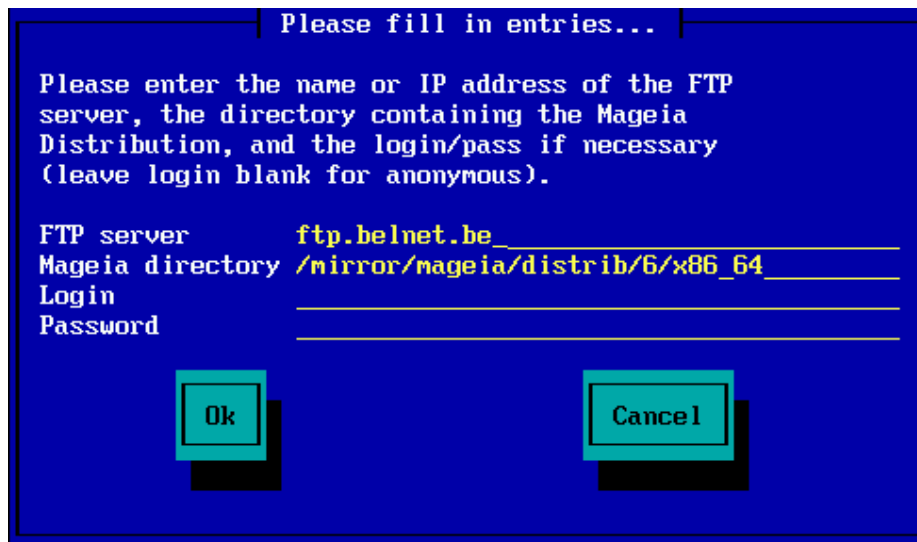 Please fill in entries...
Please enter the name or IP address of the FTP
server, the directory containing the Mageia
Distribution, and the login/pass if necessary
(leave login blank for anonymous).
FTP server ftp.belnet.be
Mageia directory /mirror/mageia/distrib/6/x86_64
Login
Password
Ok Cancel